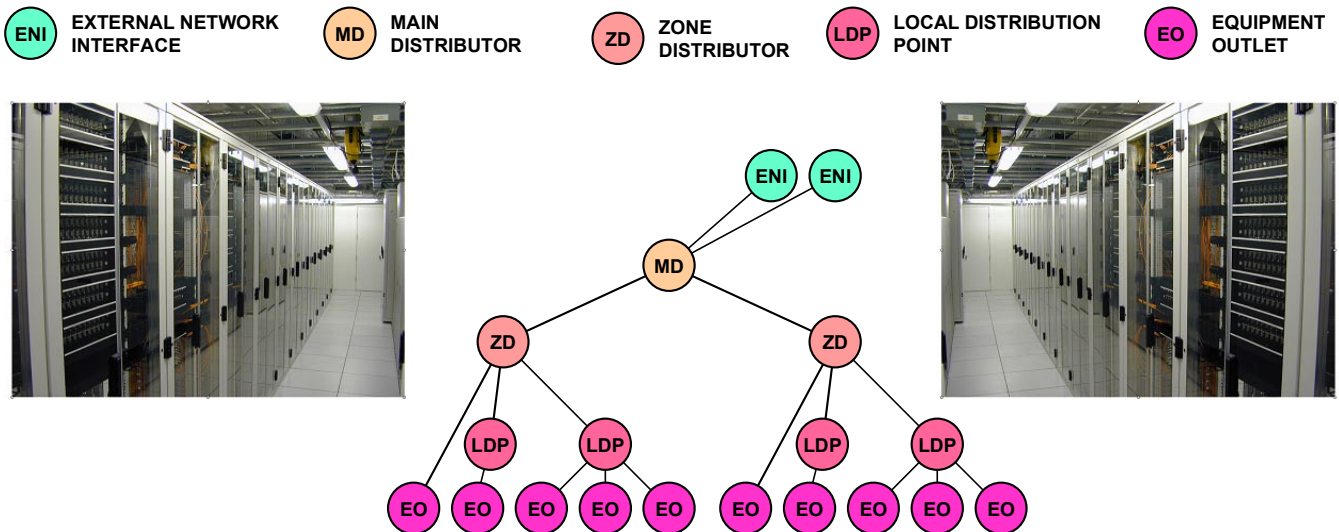 ENI
EXTERNAL NETWORK
INTERFACE
MD
MAIN
DISTRIBUTOR
ZD
ZONE
DISTRIBUTOR
LDP
LOCAL DISTRIBUTION
POINT
EO
EQUIPMENT
OUTLET
ENI ENI
MD
ZD ZD
LDP LDP LDP LDP
EO EO EO EO EO EO EO EO EO EO